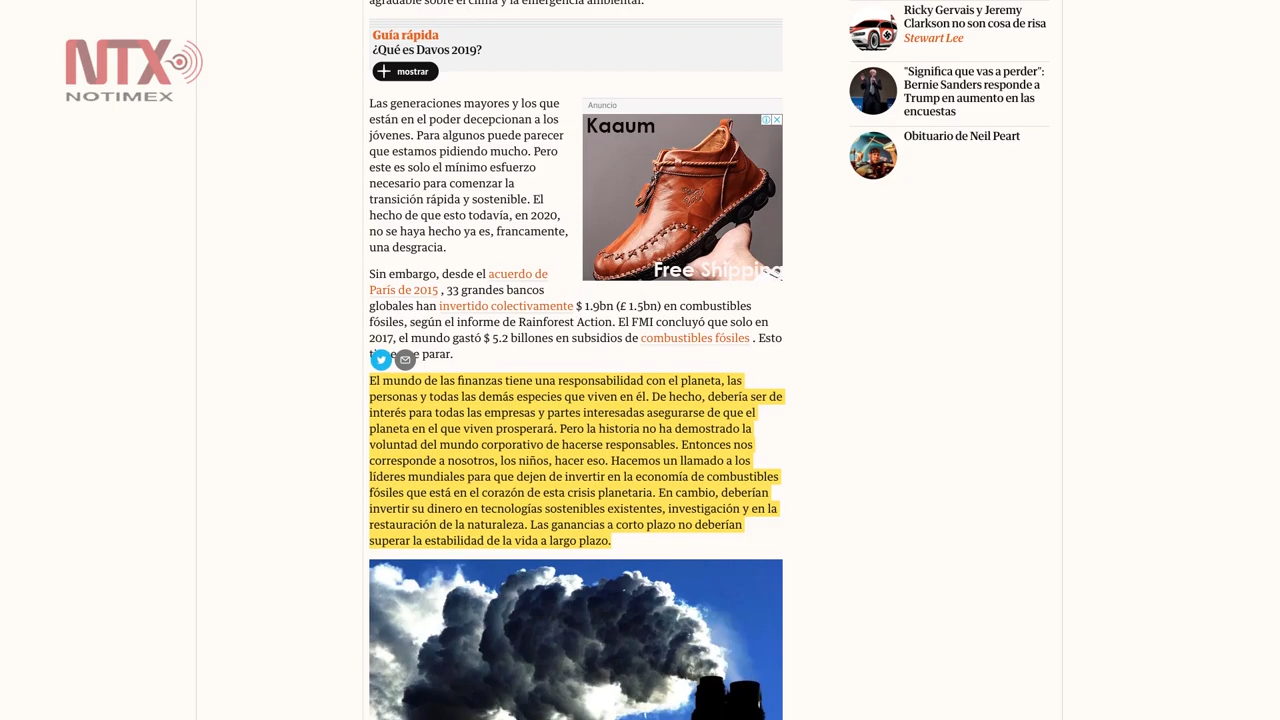 agradable sobre el clima y la emergencia ambiental.
NTX
NOTIMEX
Guía rápida
¿Qué es Davos 2019?
mostrar
Las generaciones mayores y los que
están en el poder decepcionan a los
jóvenes. Para algunos puede parecer
que estamos pidiendo mucho. Pero
este es solo el mínimo esfuerzo
necesario para comenzar la
transición rápida y sostenible. El
hecho de que esto todavía, en 2020,
no se haya hecho ya es, francamente,
una desgracia.
Anuncio
Kaaum
Free Shipping
Sin embargo, desde el acuerdo de
París de 2015 , 33 grandes bancos
globales han invertido colectivamente $ 1.9bn (£ 1.5bn) en combustibles
fósiles, según el informe de Rainforest Action. El FMI concluyó que solo en
2017, el mundo gastó $ 5.2 billones en subsidios de combustibles fósiles . Esto
parar.
El mundo de las finanzas tiene una responsabilidad con el planeta, las
personas y todas las demás especies que viven en él. De hecho, debería ser de
interés para todas las empresas y partes interesadas asegurarse de que el
planeta en el que viven prosperará. Pero la historia no ha demostrado la
voluntad del mundo corporativo de hacerse responsables. Entonces nos
corresponde a nosotros, los niños, hacer eso. Hacemos un llamado a los
líderes mundiales para que dejen de invertir en la economía de combustibles
fósiles que está en el corazón de esta crisis planetaria. En cambio, deberían
invertir su dinero en tecnologías sostenibles existentes, investigación y en la
restauración de la naturaleza. Las ganancias a corto plazo no deberían
superar la estabilidad de la vida a largo plazo.
Ricky Gervais y Jeremy
Clarkson no son cosa de risa
Stewart Lee
"Significa que vas a perder":
Bernie Sanders responde a
Trump en aumento en las
encuestas
Obituario de Neil Peart